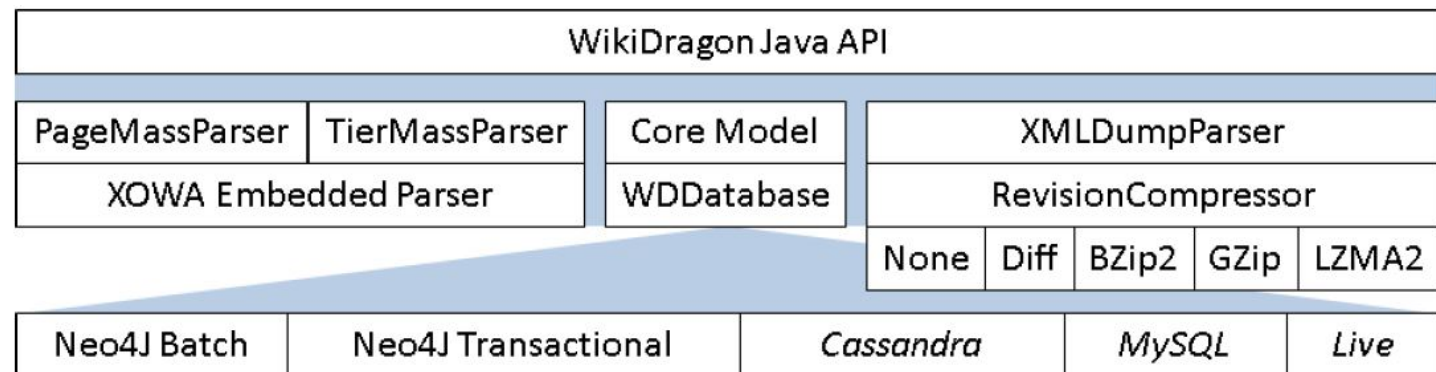 WikiDragon Java API
PageMassParser TierMassParser Core Model XMLDumpParser
XOWA Embedded Parser WDDatabase RevisionCompressor
None Diff BZip2 GZip LZMA2
Neo4J Batch Neo4J Transactional Cassandra MySQL Live